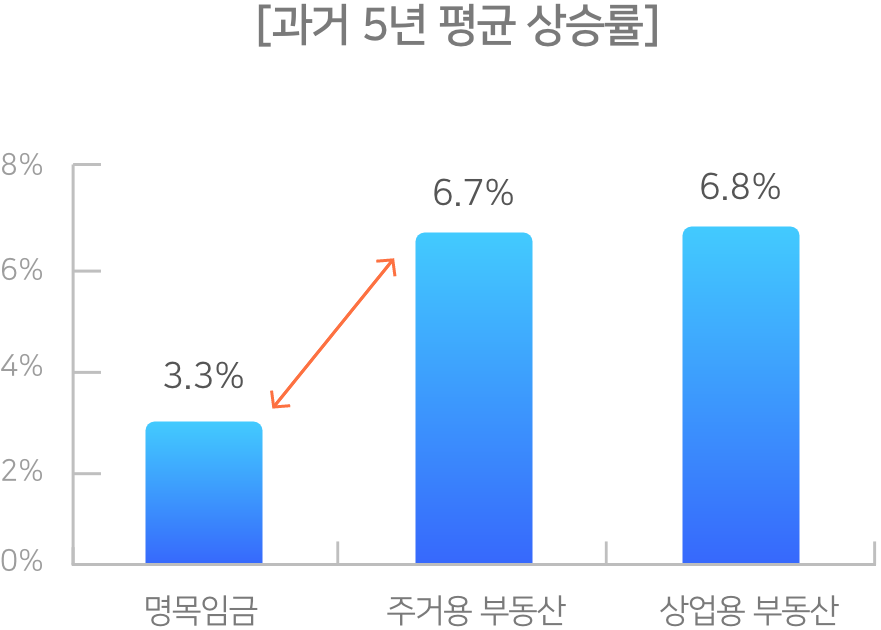 [과거 5년 평균 상승률]
8%
6%
4%
2%
0%
3.3%
6.7%
6.8%
명목임금
주거용 부동산
상업용 부동산